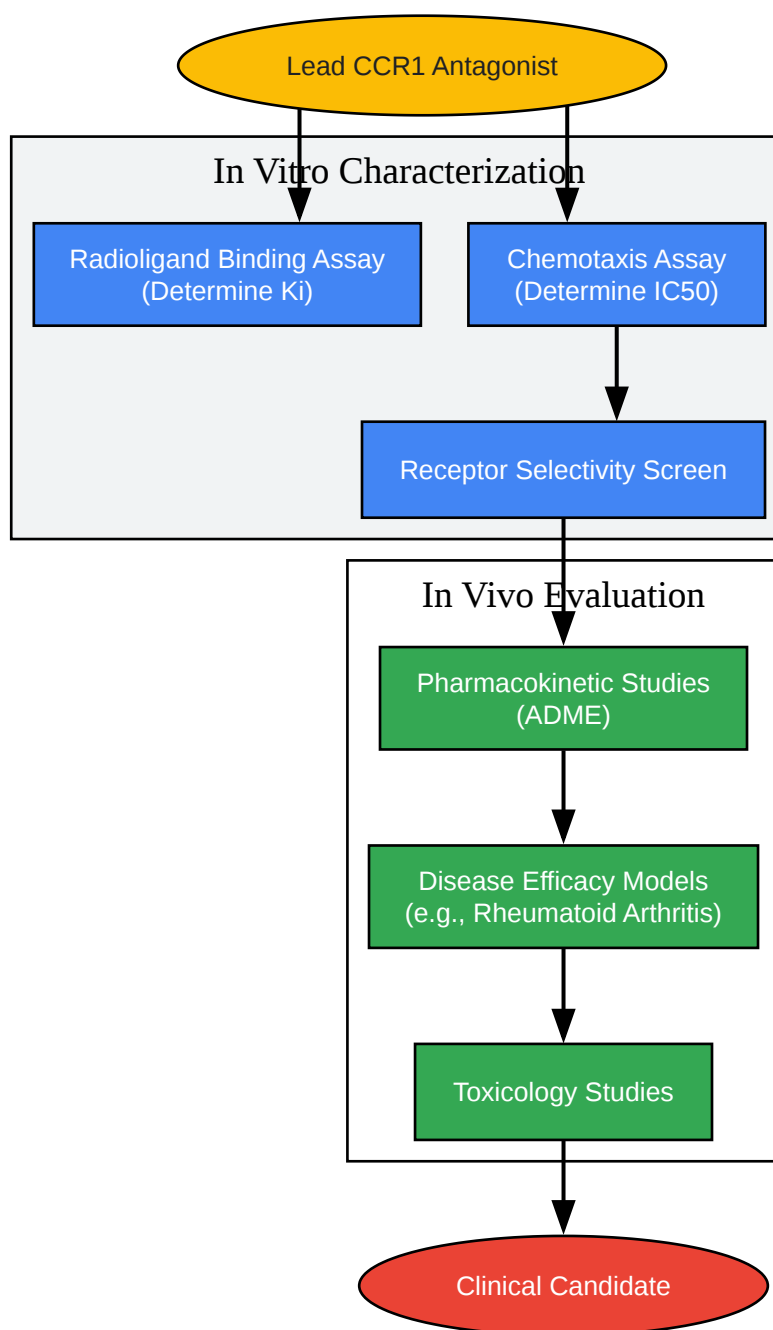 Lead CCR1 Antagonist
In Vitro Characterization
Radioligand Binding Assay
(Determine Ki)
Chemotaxis Assay
(Determine IC50)
Receptor Selectivity Screen
In Vivo Evaluation
Pharmacokinetic Studies
(ADME)
Disease Efficacy Models
(e.g., Rheumatoid Arthritis)
Toxicology Studies
Clinical Candidate